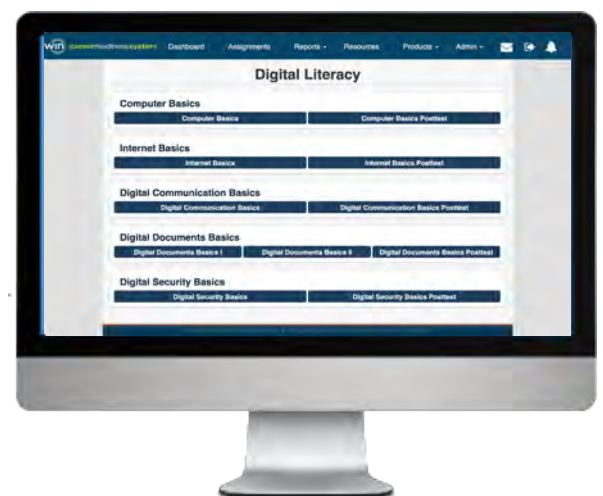 win careerreadinesssystem Dashboard Assignments Reports Resources Products Admin
Digital Literacy
Computer Basics
Computer Basics Computer Basics Posttest
Internet Basics
Internet Basics Internet Basics Posttest
Digital Communication Basics
Digital Communication Basics Digital Communication Basics Posttest
Digital Documents Basics
Digital Documents Basics I Digital Documents Basics II Digital Documents Basics Posttest
Digital Security Basics
Digital Security Basics Digital Security Basics Posttest